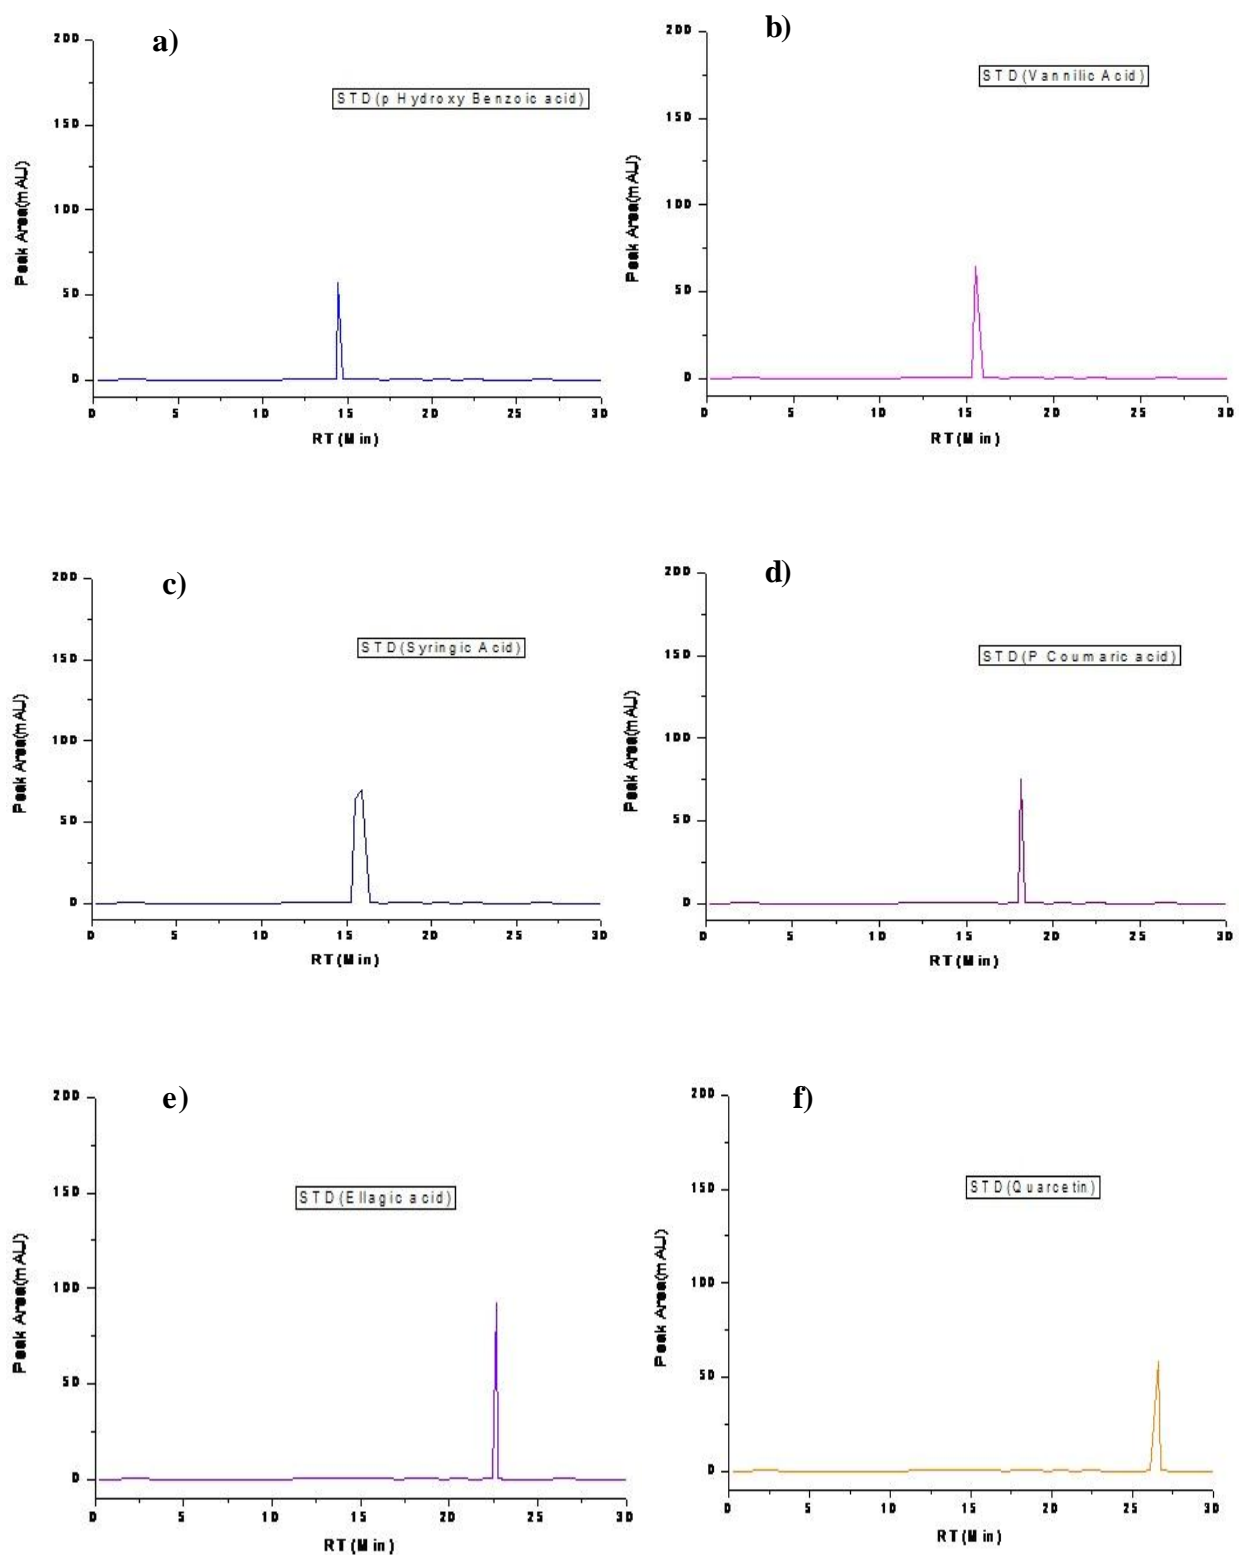 a)
STD(p Hydroxy Benzoic acid)
200
150
100
50
0
Peak Area(mAU)
0 5 10 15 20 25 30
RT(Min)
b)
STD(Vannilic Acid)
200
150
100
50
0
Peak Area(mAU)
0 5 10 15 20 25 30
RT(Min)
c)
STD(Syringic Acid)
200
150
100
50
0
Peak Area(mAU)
0 5 10 15 20 25 30
RT(Min)
d)
STD(P Coumaric acid)
200
150
100
50
0
Peak Area(mAU)
0 5 10 15 20 25 30
RT(Min)
e)
STD(Ellagic acid)
200
150
100
50
0
Peak Area(mAU)
0 5 10 15 20 25 30
RT(Min)
f)
STD(Quarcetin)
200
150
100
50
0
Peak Area(mAU)
0 5 10 15 20 25 30
RT(Min)